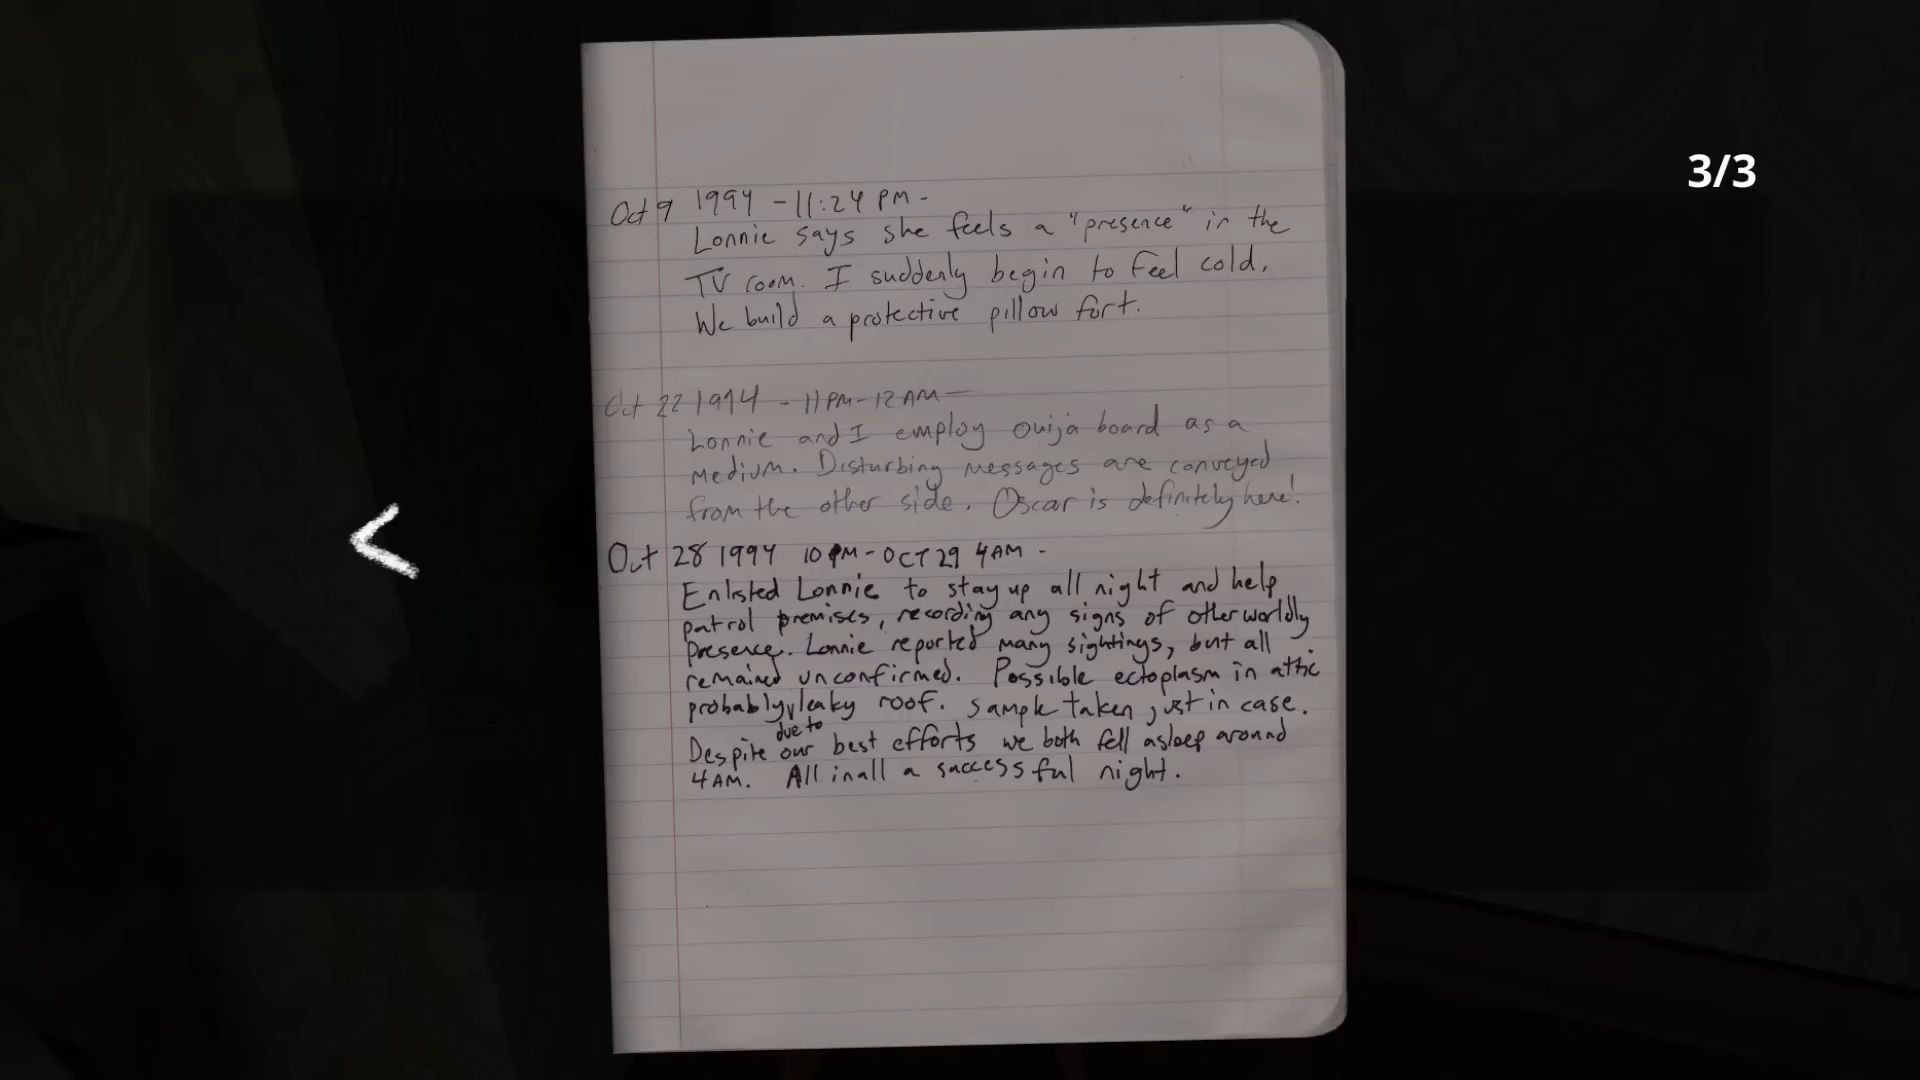 3/3
Oct 9 1994 - 11:24 PM -
Lonnie says she feels a "presence" in the
TV room. I suddenly begin to feel cold.
We build a protective pillow fort.
Oct 22 1994 - 11PM-12AM-
Lonnie and I employ ouija board as a
medium. Disturbing messages are conveyed
from the other side. Oscar is definitely here!
Oct 28 1994 10PM-OCT 29 4AM -
Enlisted Lonnie to stay up all night and help
patrol premises, recording any signs of otherworldly
presence. Lonnie reported many sightings, but all
remained unconfirmed. Possible ectoplasm in attic
probably leaky roof. Sample taken just in case.
due to
Despite our best efforts we both fell asleep around
4AM. All in all a successful night.